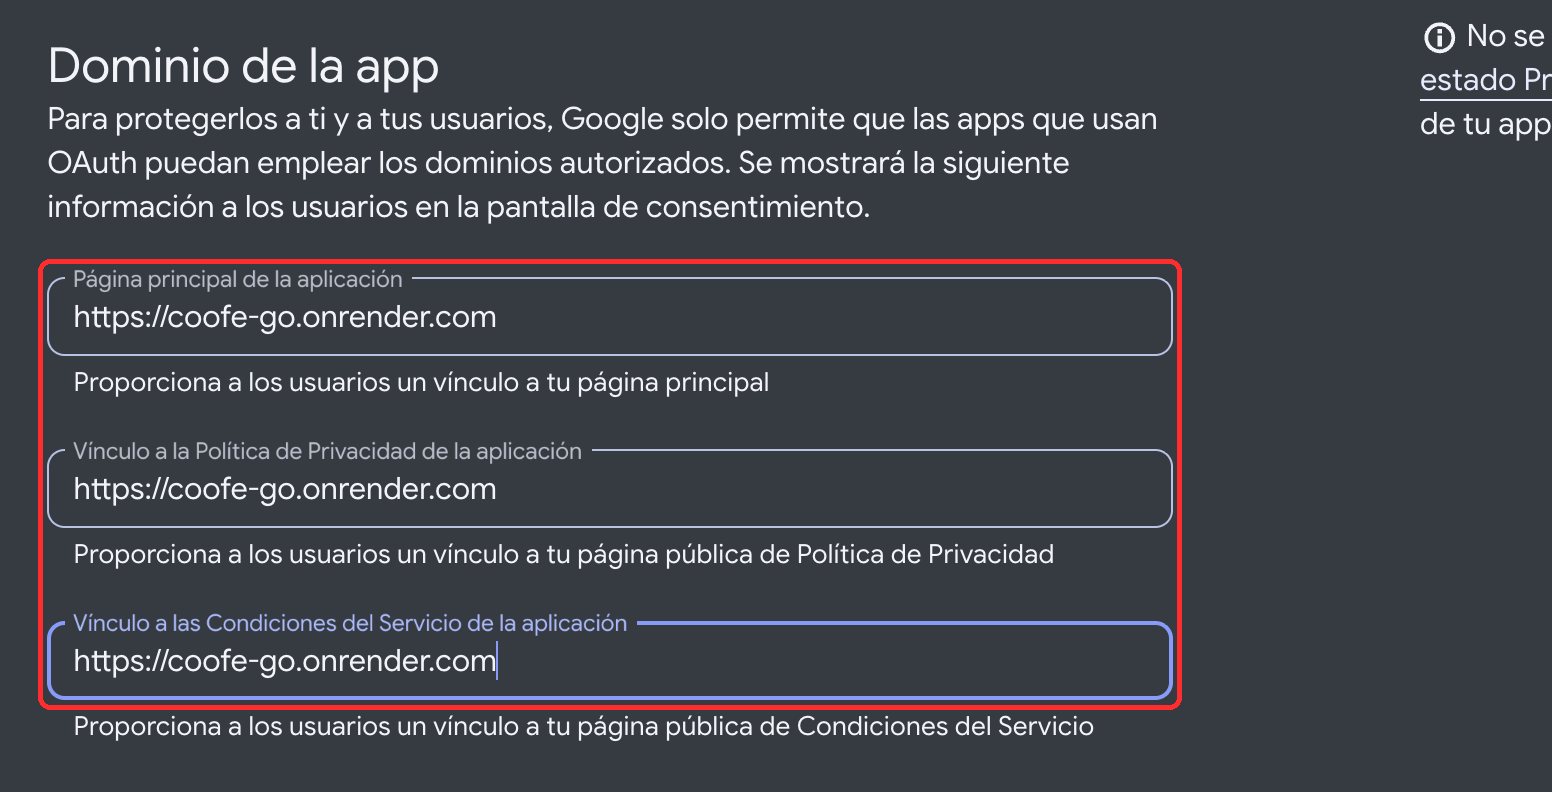 Dominio de la app
Para protegerlos a ti y a tus usuarios, Google solo permite que las apps que usan
OAuth puedan emplear los dominios autorizados. Se mostrará la siguiente
información a los usuarios en la pantalla de consentimiento.
Página principal de la aplicación
https://coofe-go.onrender.com
Proporciona a los usuarios un vínculo a tu página principal
Vínculo a la Política de Privacidad de la aplicación
https://coofe-go.onrender.com
Proporciona a los usuarios un vínculo a tu página pública de Política de Privacidad
Vínculo a las Condiciones del Servicio de la aplicación
https://coofe-go.onrender.com
Proporciona a los usuarios un vínculo a tu página pública de Condiciones del Servicio
No se
estado Pr
de tu app